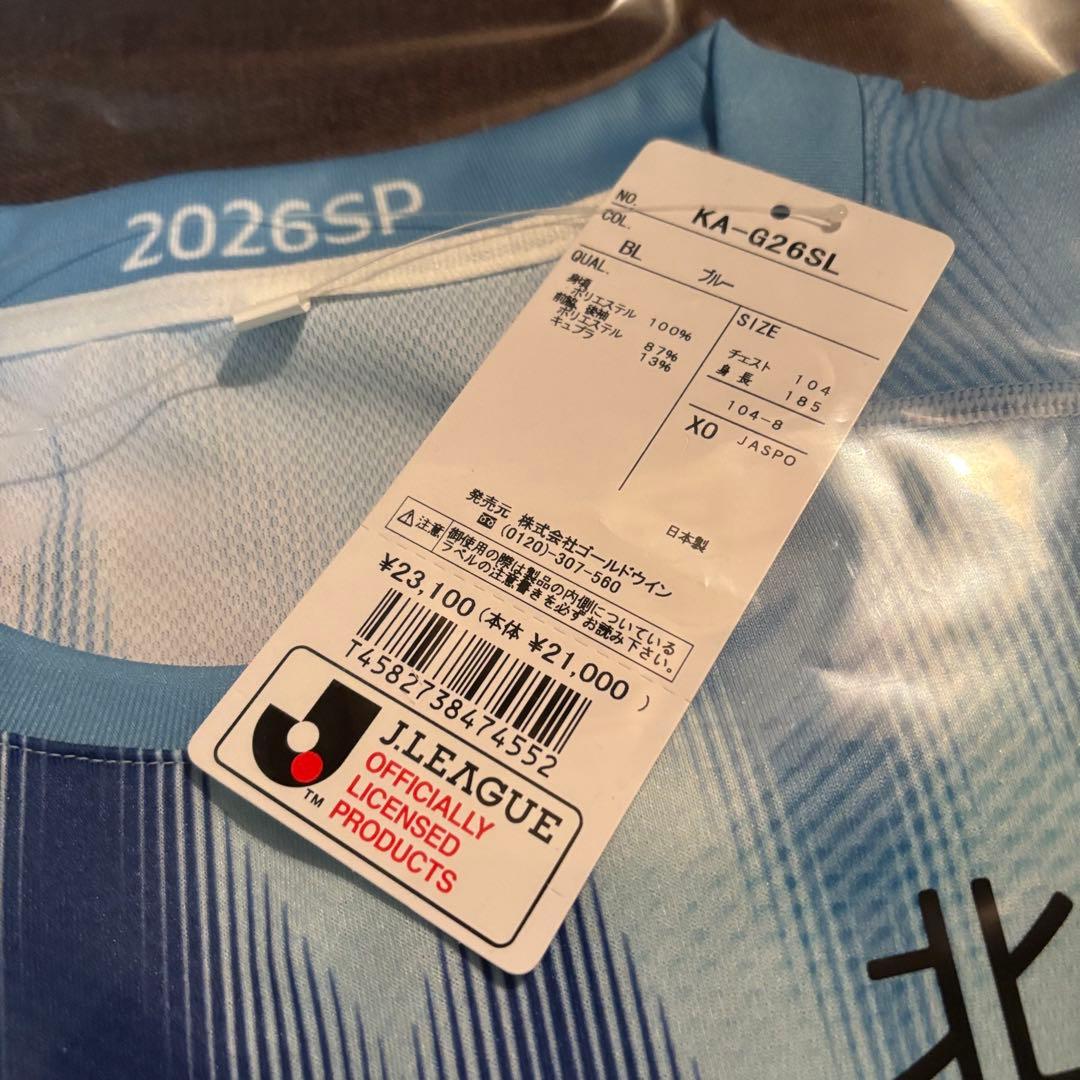 2026SP
NO. KA-G26SL
COL. BL ブルー
QUAL.
身頃
ポリエステル 100%
前脇、後袖
ポリエステル 87%
キュプラ 13%
SIZE
チェスト 104
身長 185
104-8
XO JASPO
日本製
発売元 株式会社ゴールドウイン
(0120)-307-560
注意 御使用の際は製品の内側についている
ラベルの注意書きを必ずお読み下さい。
¥23,100 (本体 ¥21,000 )
T4582738474552
J.LEAGUE
OFFICIALLY
LICENSED
PRODUCTS
TM
北